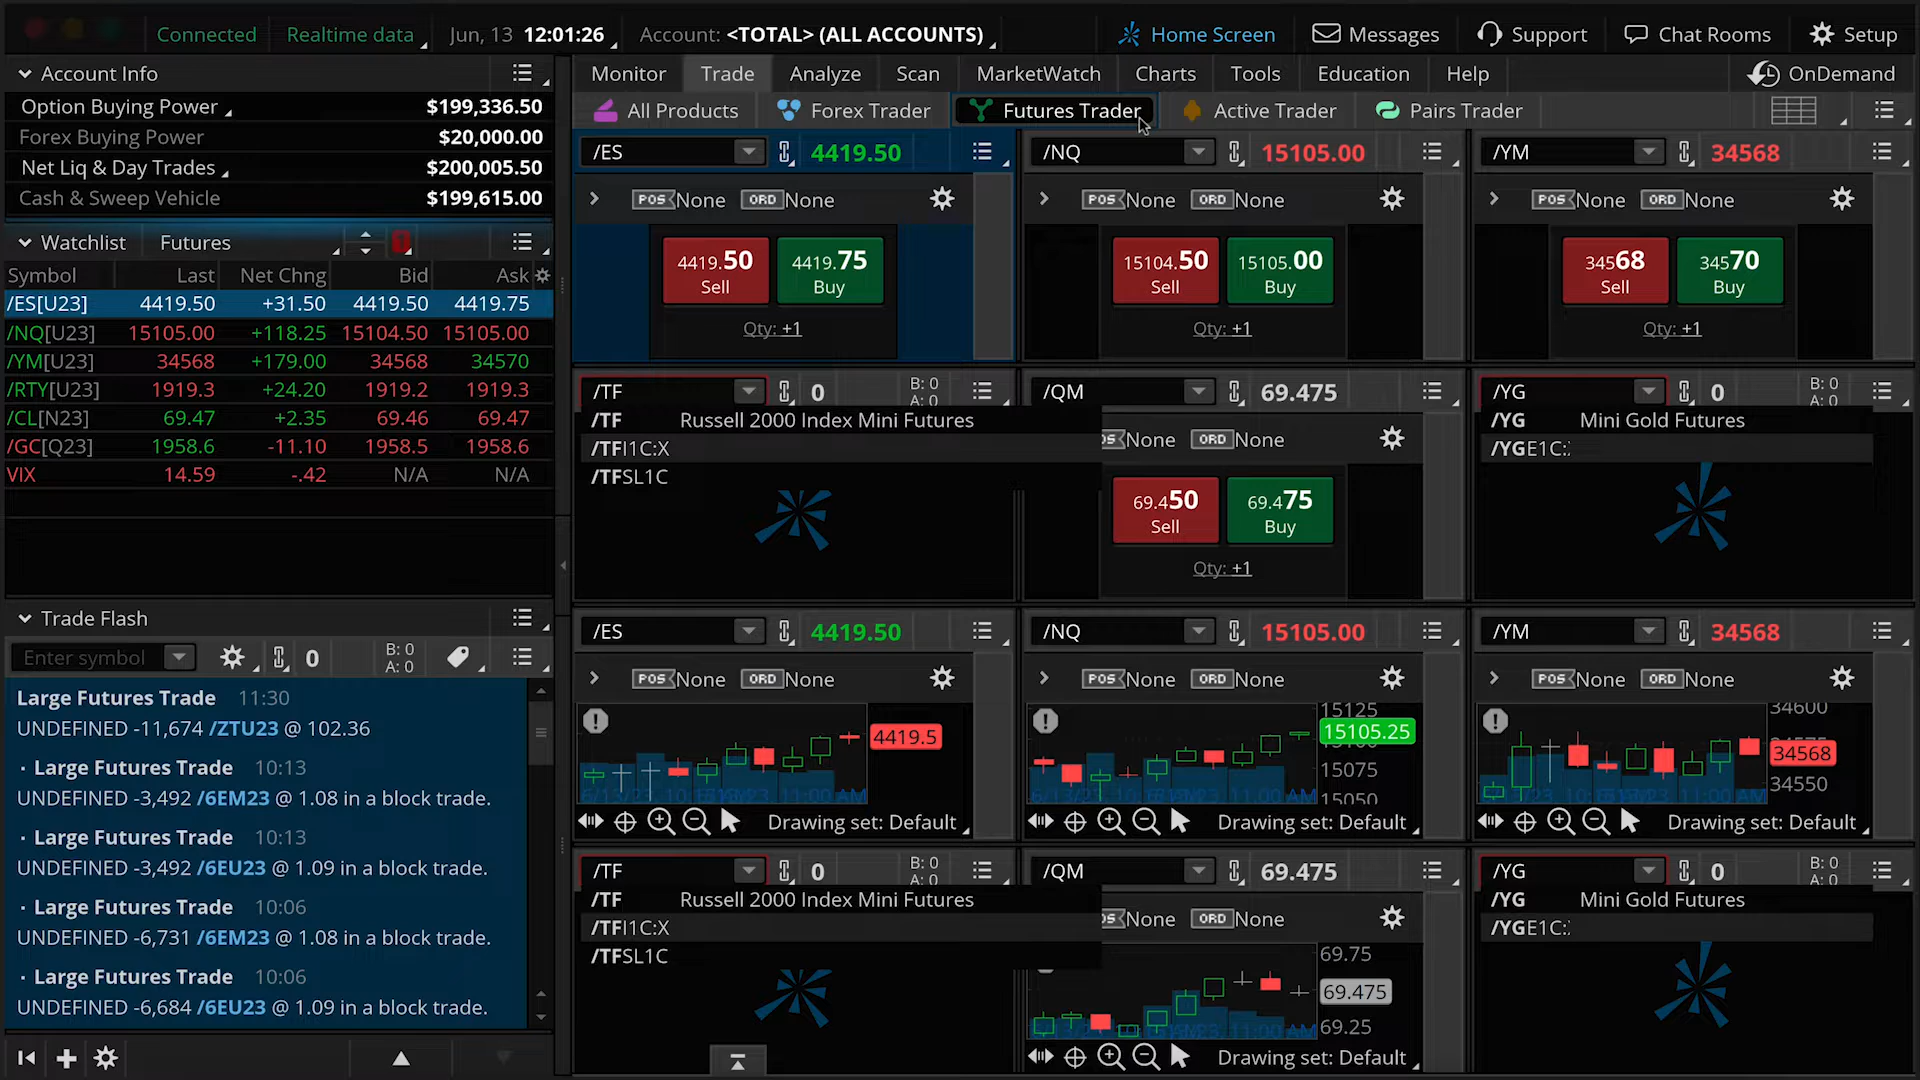 Connected Realtime data Jun, 13 12:01:26 Account: <TOTAL> (ALL ACCOUNTS) Home Screen Messages Support Chat Rooms Setup
Account Info
Monitor Trade Analyze Scan MarketWatch Charts Tools Education Help OnDemand
Option Buying Power $199,336.50
Forex Buying Power $20,000.00
Net Liq & Day Trades $200,005.50
Cash & Sweep Vehicle $199,615.00
All Products Forex Trader Futures Trader Active Trader Pairs Trader
Watchlist Futures 1
Symbol Last Net Chng Bid Ask
/ES[U23] 4419.50 +31.50 4419.50 4419.75
/NQ[U23] 15105.00 +118.25 15104.50 15105.00
/YM[U23] 34568 +179.00 34568 34570
/RTY[U23] 1919.3 +24.20 1919.2 1919.3
/CL[N23] 69.47 +2.35 69.46 69.47
/GC[Q23] 1958.6 -11.10 1958.5 1958.6
VIX 14.59 -.42 N/A N/A
Trade Flash
Enter symbol 0 B: 0 A: 0
Large Futures Trade 11:30
UNDEFINED -11,674 /ZTU23 @ 102.36
· Large Futures Trade 10:13
UNDEFINED -3,492 /6EM23 @ 1.08 in a block trade.
· Large Futures Trade 10:13
UNDEFINED -3,492 /6EU23 @ 1.09 in a block trade.
· Large Futures Trade 10:06
UNDEFINED -6,731 /6EM23 @ 1.08 in a block trade.
· Large Futures Trade 10:06
UNDEFINED -6,684 /6EU23 @ 1.09 in a block trade.
/ES 4419.50
POS None ORD None
4419.50 Sell 4419.75 Buy
Qty: +1
/NQ 15105.00
POS None ORD None
15104.50 Sell 15105.00 Buy
Qty: +1
/YM 34568
POS None ORD None
34568 Sell 34570 Buy
Qty: +1
/TF 0 B: 0 A: 0
/TF Russell 2000 Index Mini Futures
/TFI1C:X
/TFSL1C
/QM 69.475
None ORD None
69.450 Sell 69.475 Buy
Qty: +1
/YG 0 B: 0 A: 0
/YG Mini Gold Futures
/YGE1C:
/ES 4419.50
POS None ORD None
4419.5
Drawing set: Default
/NQ 15105.00
POS None ORD None
15125
15105.25
15075
15050
Drawing set: Default
/YM 34568
POS None ORD None
34600
34568
34550
Drawing set: Default
/TF 0 B: 0 A: 0
/TF Russell 2000 Index Mini Futures
/TFI1C:X
/TFSL1C
/QM 69.475
None ORD None
69.75
69.475
69.25
Drawing set: Default
/YG 0 B: 0 A: 0
/YG Mini Gold Futures
/YGE1C: